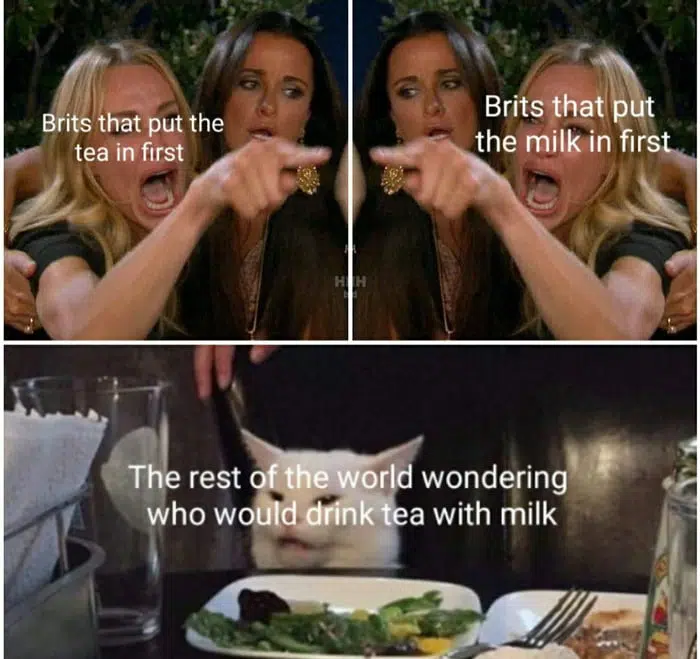 Brits that put the
tea in first
Brits that put
the milk in first
The rest of the world wondering
who would drink tea with milk